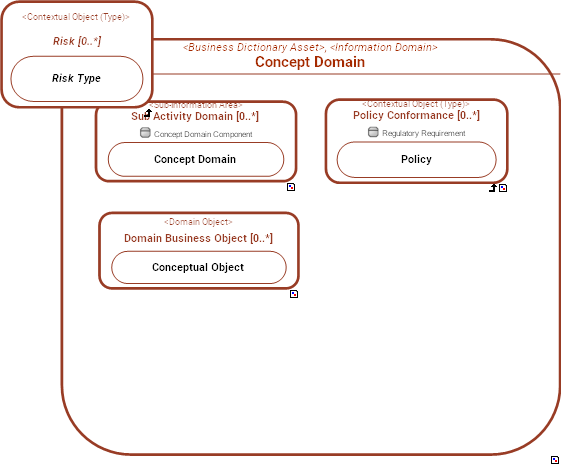 <Contextual Object (Type)>
Risk [0..*]
Risk Type
<Business Dictionary Asset>, <Information Domain>
Concept Domain
<Sub-Information Area>
Sub Activity Domain [0..*]
Concept Domain Component
Concept Domain
<Contextual Object (Type)>
Policy Conformance [0..*]
Regulatory Requirement
Policy
<Domain Object>
Domain Business Object [0..*]
Conceptual Object